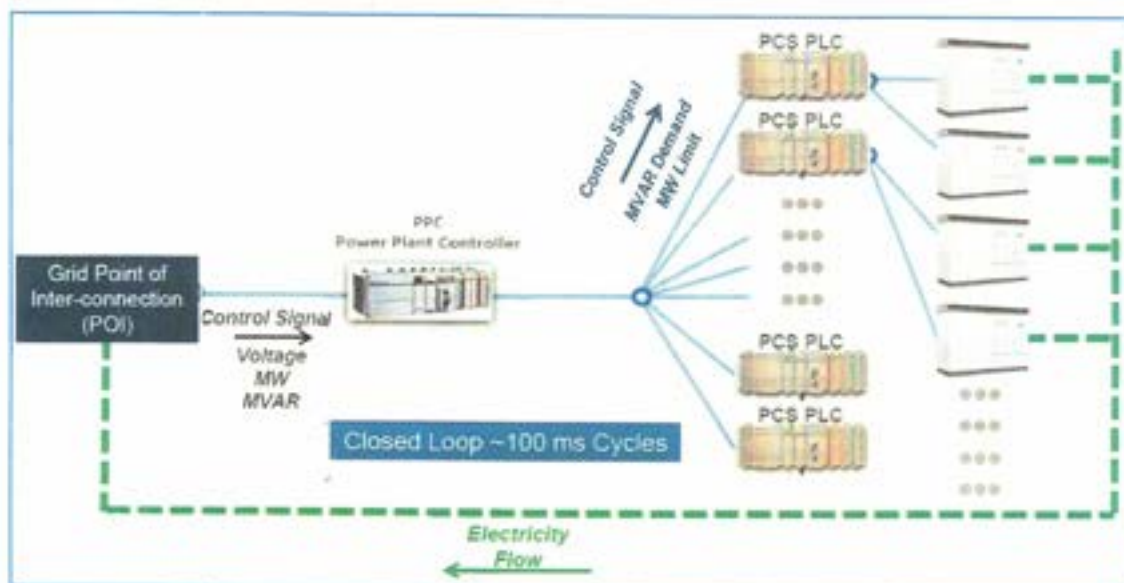 PCS PLC
PCS PLC
Control Signal
MVAR Demand
MW Limit
PPC
Power Plant Controller
Grid Point of
Inter-connection
(POI)
Control Signal
Voltage
MW
MVAR
PCS PLC
PCS PLC
Closed Loop ~100 ms Cycles
Electricity
Flow